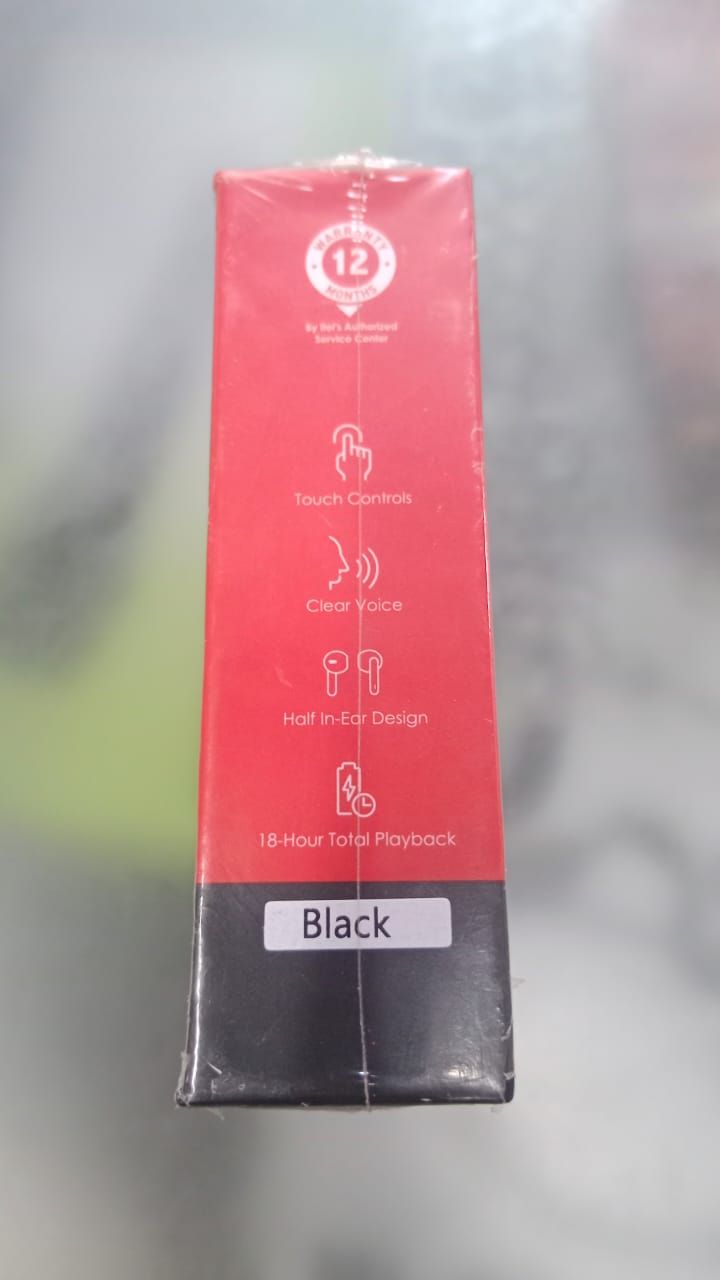 WARRANTY
12
MONTHS
By Itel's Authorized
Service Center
Touch Controls
Clear Voice
Half In-Ear Design
18-Hour Total Playback
Black